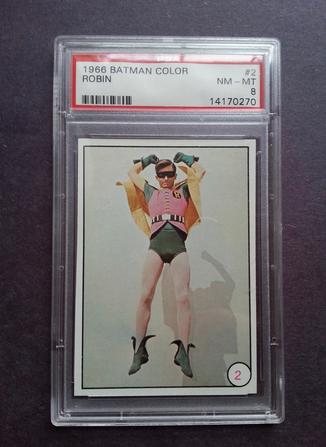 1966 BATMAN COLOR #2
ROBIN NM-MT
8
14170270
R
2